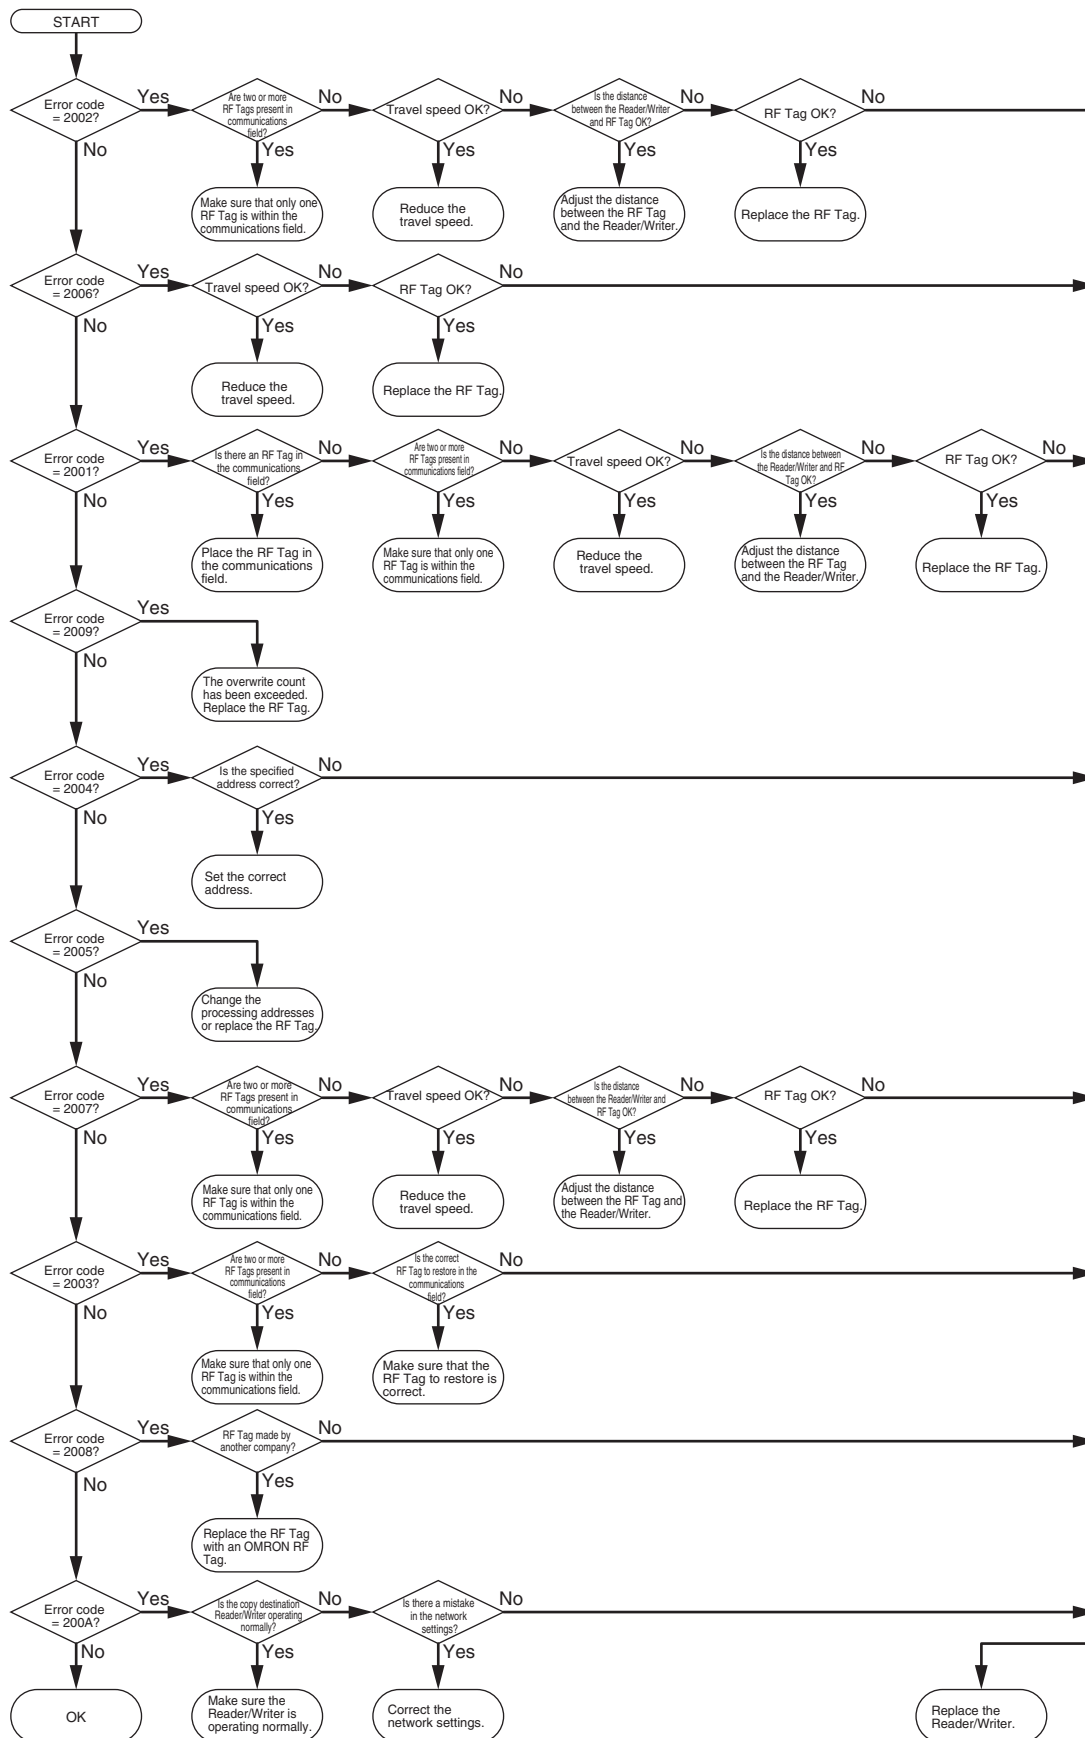 START
Error code
= 2002?
Yes
No
Are two or more
RF Tags present in
communications
field?
No
Yes
Travel speed OK?
No
Yes
Is the distance
between the Reader/Writer
and RF Tag OK?
No
Yes
RF Tag OK?
No
Yes
Make sure that only one
RF Tag is within the
communications field.
Reduce the
travel speed.
Adjust the distance
between the RF Tag
and the Reader/Writer.
Replace the RF Tag.
Error code
= 2006?
Yes
No
Travel speed OK?
No
Yes
RF Tag OK?
No
Yes
Reduce the
travel speed.
Replace the RF Tag.
Error code
= 2001?
Yes
No
Is there an RF Tag in
the communications
field?
No
Yes
Are two or more
RF Tags present in
communications field?
No
Yes
Travel speed OK?
No
Yes
Is the distance between
the Reader/Writer and RF
Tag OK?
No
Yes
RF Tag OK?
No
Yes
Place the RF Tag in
the communications
field.
Make sure that only one
RF Tag is within the
communications field.
Reduce the
travel speed.
Adjust the distance
between the RF Tag
and the Reader/Writer.
Replace the RF Tag.
Error code
= 2009?
Yes
No
The overwrite count
has been exceeded.
Replace the RF Tag.
Error code
= 2004?
Yes
No
Is the specified
address correct?
No
Yes
Set the correct
address.
Error code
= 2005?
Yes
No
Change the
processing addresses
or replace the RF Tag.
Error code
= 2007?
Yes
No
Are two or more
RF Tags present in
communications
field?
No
Yes
Travel speed OK?
No
Yes
Is the distance
between the Reader/Writer and
RF Tag OK?
No
Yes
RF Tag OK?
No
Yes
Make sure that only one
RF Tag is within the
communications field.
Reduce the
travel speed.
Adjust the distance
between the RF Tag and
the Reader/Writer.
Replace the RF Tag.
Error code
= 2003?
Yes
No
Are two or more
RF Tags present in
communications
field?
No
Yes
Is the correct
RF Tag to restore in the
communications
field?
No
Yes
Make sure that only one
RF Tag is within the
communications field.
Make sure that the
RF Tag to restore is
correct.
Error code
= 2008?
Yes
No
RF Tag made by
another company?
No
Yes
Replace the RF Tag
with an OMRON RF
Tag.
Error code
= 200A?
Yes
No
Is the copy destination
Reader/Writer operating
normally?
No
Yes
Is there a mistake
in the network
settings?
No
Yes
OK
Make sure the
Reader/Writer is
operating normally.
Correct the
network settings.
Replace the
Reader/Writer.